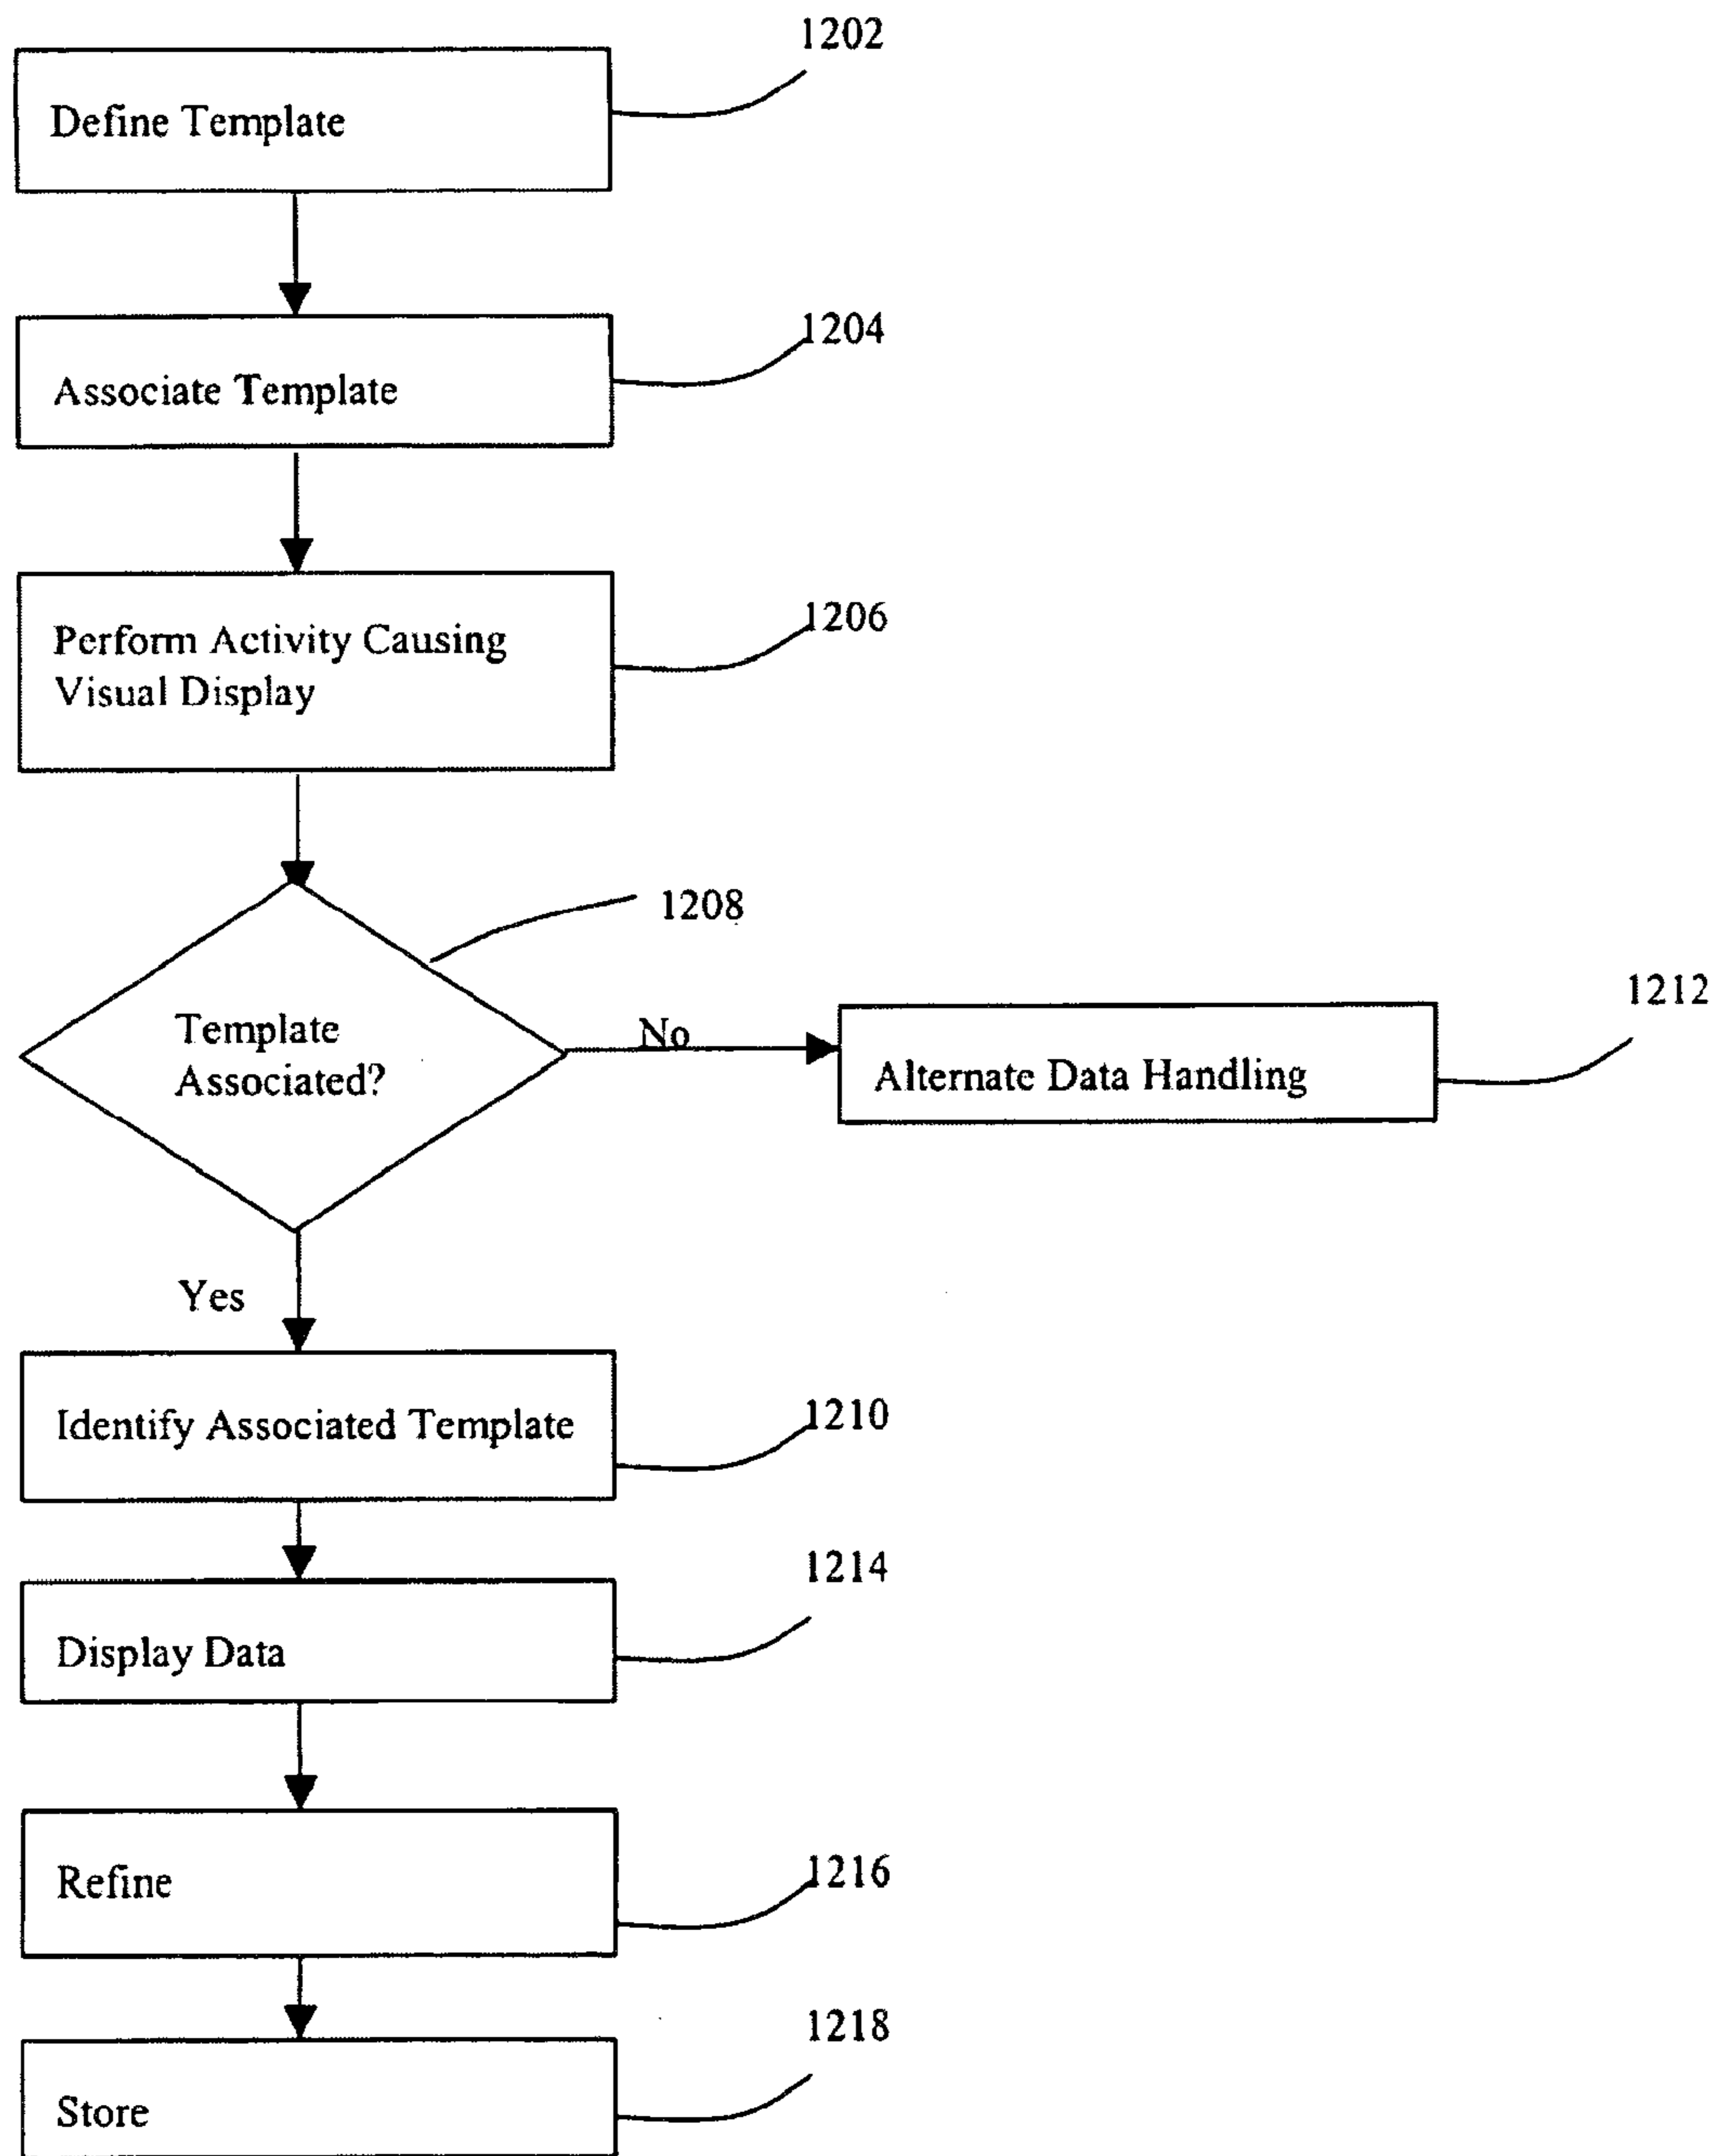 1202
Define Template
1204
Associate Template
1206
Perform Activity Causing
Visual Display
1208
Template
Associated?
No
1212
Alternate Data Handling
Yes
Identify Associated Template
1210
1214
Display Data
1216
Refine
1218
Store